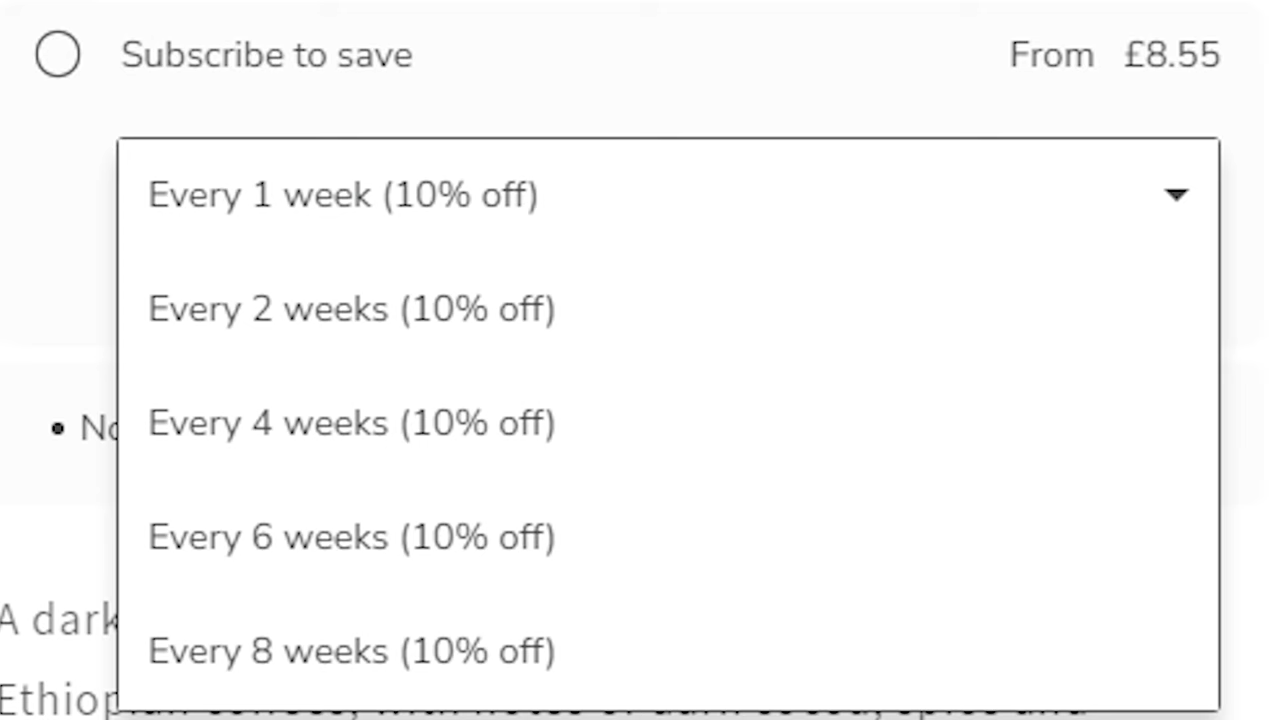 Subscribe to save From £8.55
Every 1 week (10% off)
Every 2 weeks (10% off)
Every 4 weeks (10% off)
Every 6 weeks (10% off)
Every 8 weeks (10% off)
A dark